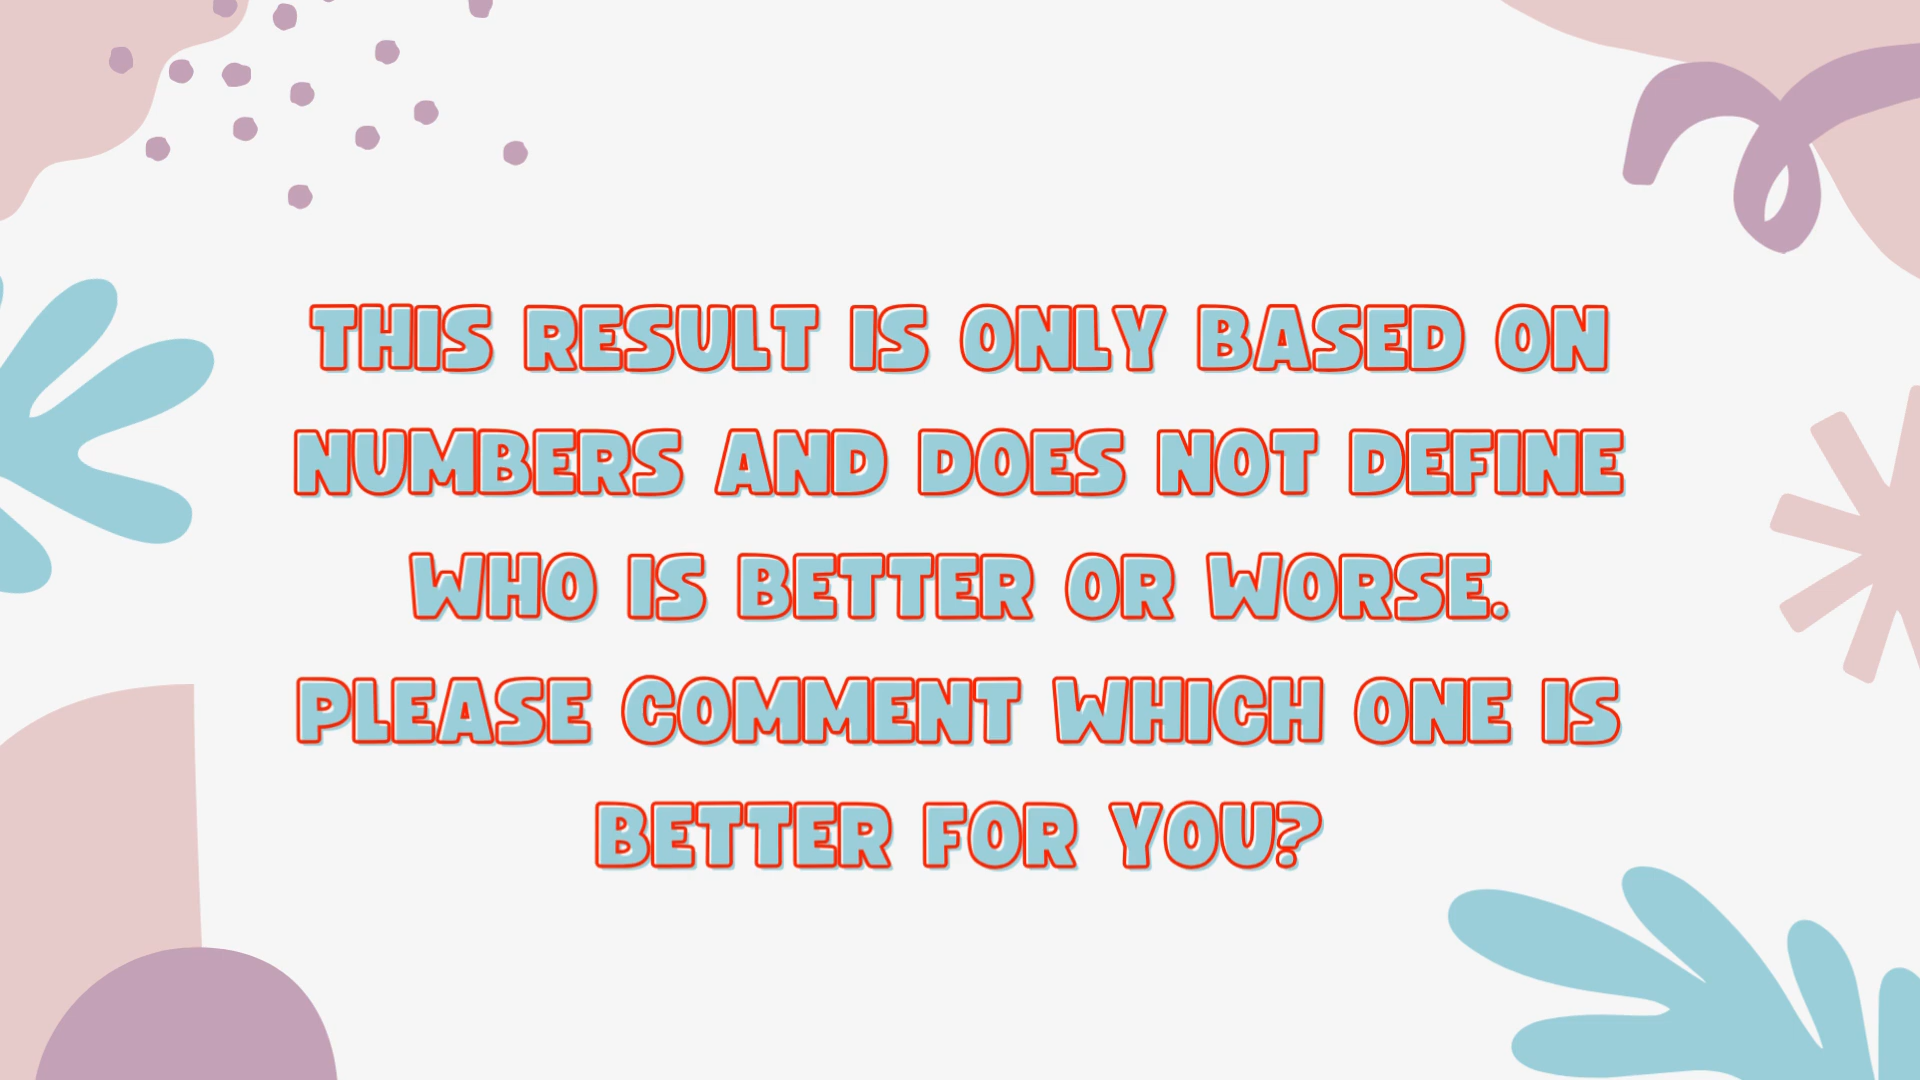 THIS RESULT IS ONLY BASED ON
NUMBERS AND DOES NOT DEFINE
WHO IS BETTER OR WORSE.
PLEASE COMMENT WHICH ONE IS
BETTER FOR YOU?